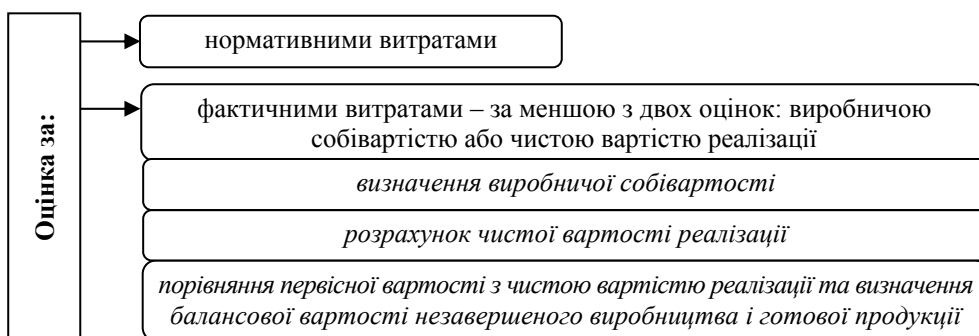 Оцінка за:
нормативними витратами
фактичними витратами – за меншою з двох оцінок: виробничою
собівартістю або чистою вартістю реалізації
визначення виробничої собівартості
розрахунок чистої вартості реалізації
порівняння первісної вартості з чистою вартістю реалізації та визначення
балансової вартості незавершеного виробництва і готової продукції